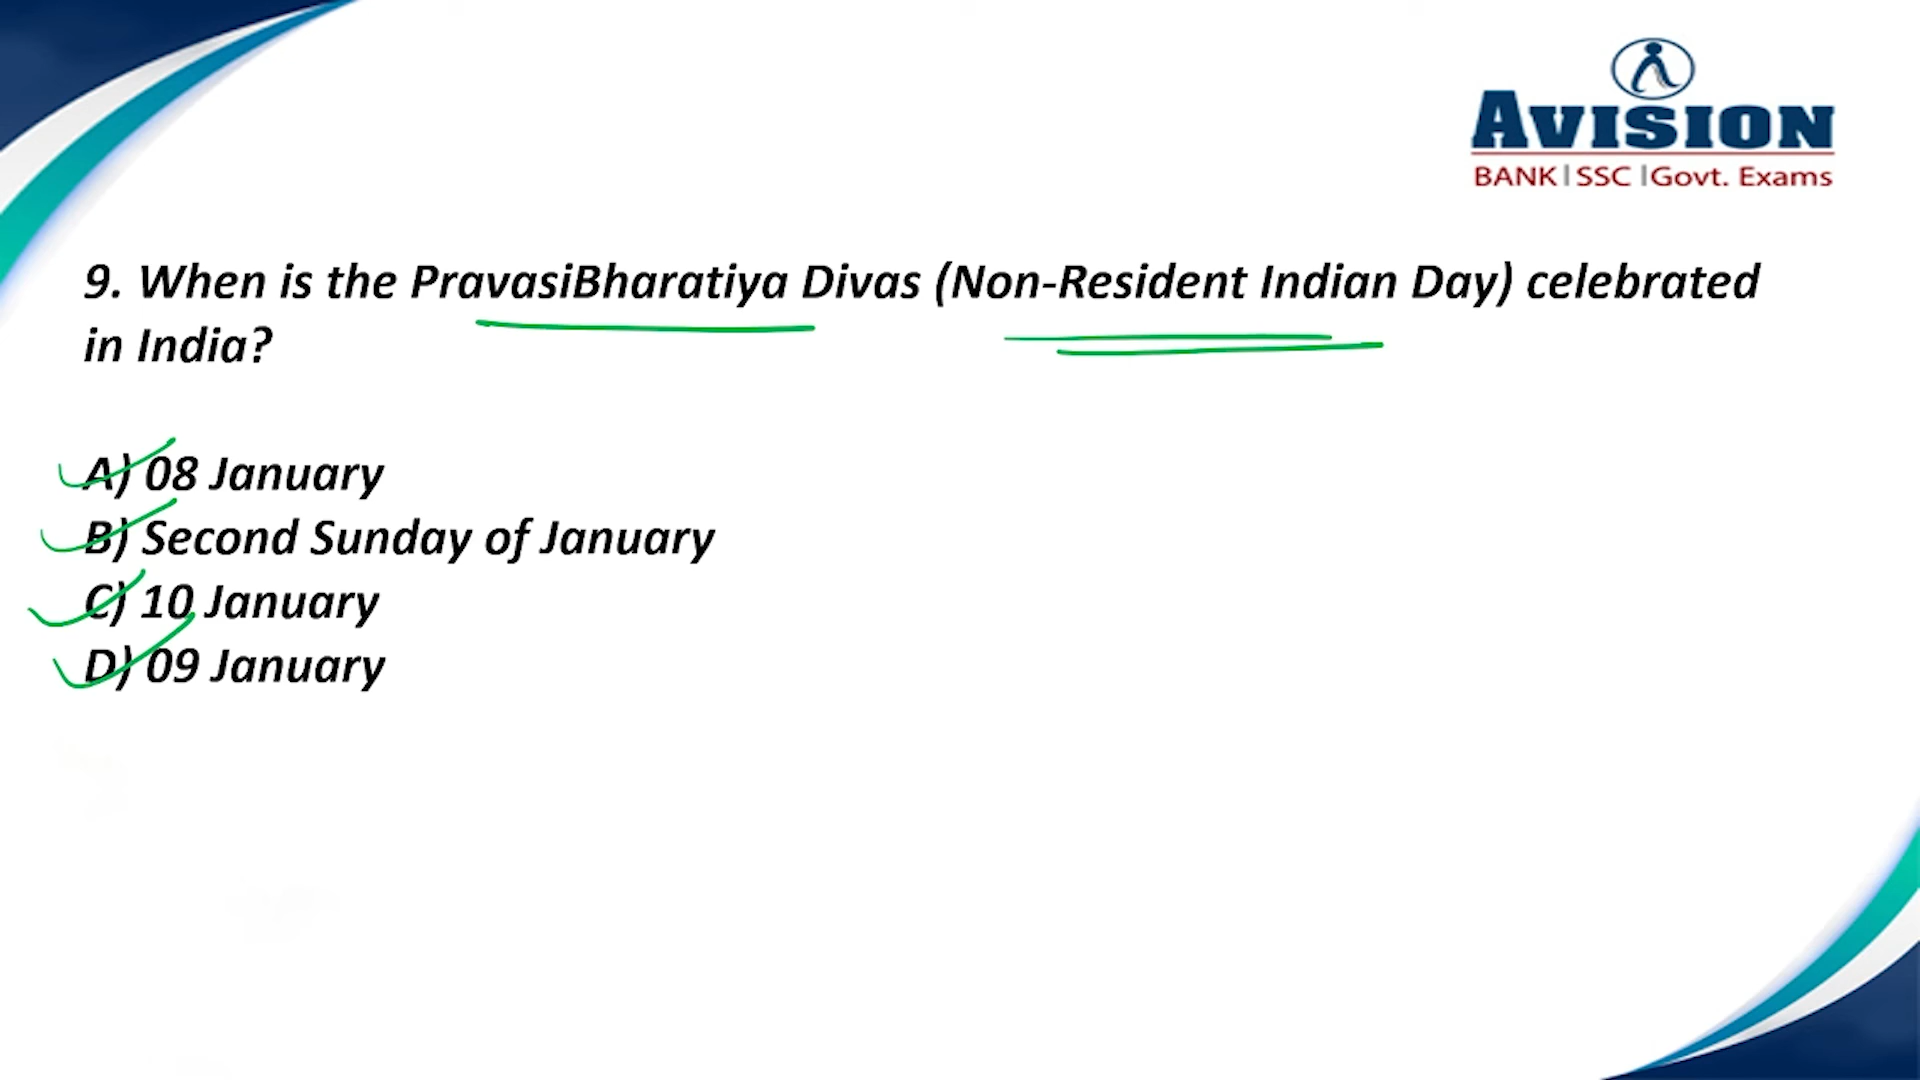 AVISION
BANK | SSC | Govt. Exams
9. When is the PravasiBharatiya Divas (Non-Resident Indian Day) celebrated
in India?
A) 08 January
B) Second Sunday of January
C) 10 January
D) 09 January